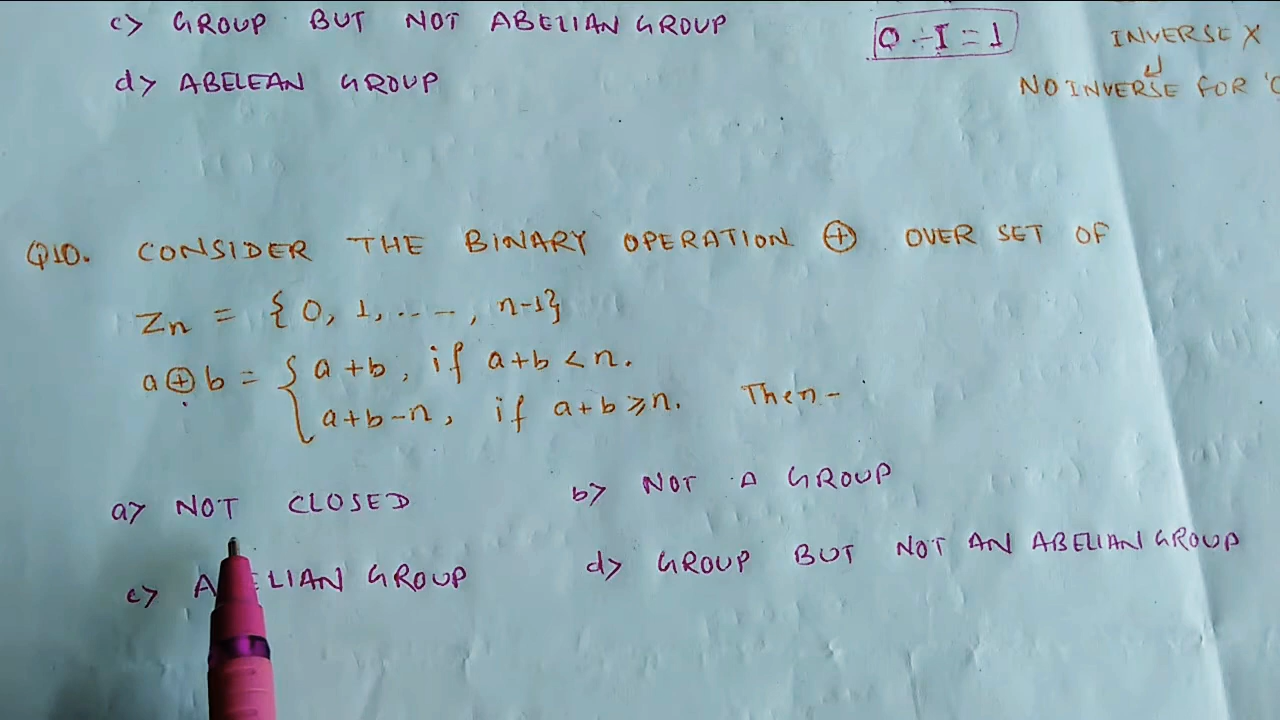 c> GROUP BUT NOT ABELIAN GROUP
0 ÷ I = 1
INVERSE X
d> ABELEAN GROUP
NO INVERSE FOR '0
Q10. CONSIDER THE BINARY OPERATION ⊕ OVER SET OF
Zn = { 0, 1, ..--, n-1}
a⊕b = { a+b, if a+b < n.
a+b-n, if a+b ≥ n. Then-
a> NOT CLOSED
b> NOT A GROUP
c> ABELIAN GROUP
d> GROUP BUT NOT AN ABELIAN GROUP